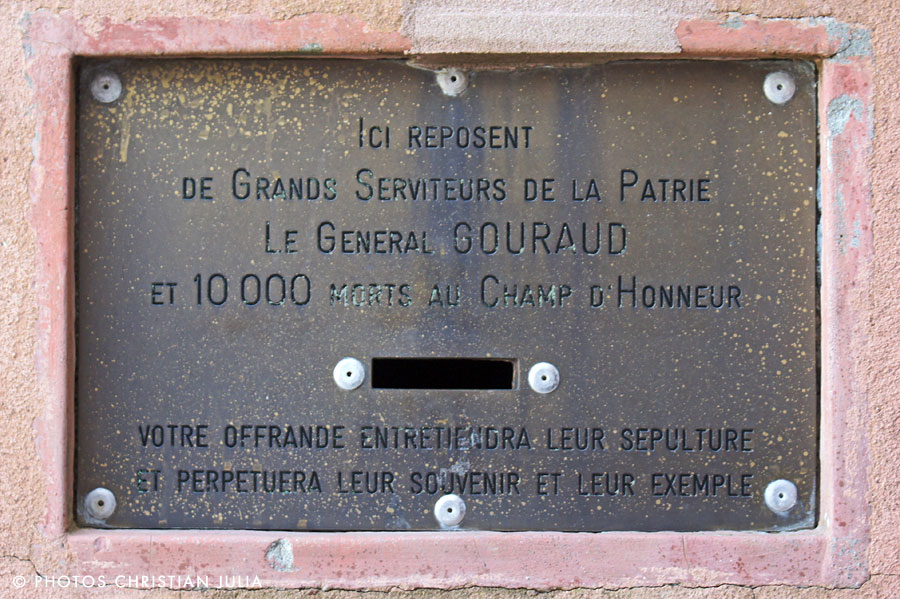 ICI REPOSENT
DE GRANDS SERVITEURS DE LA PATRIE
LE GENERAL GOURAUD
ET 10 000 MORTS AU CHAMP D'HONNEUR
VOTRE OFFRANDE ENTRETIENDRA LEUR SEPULTURE
ET PERPETUERA LEUR SOUVENIR ET LEUR EXEMPLE
© PHOTOS CHRISTIAN JULIA